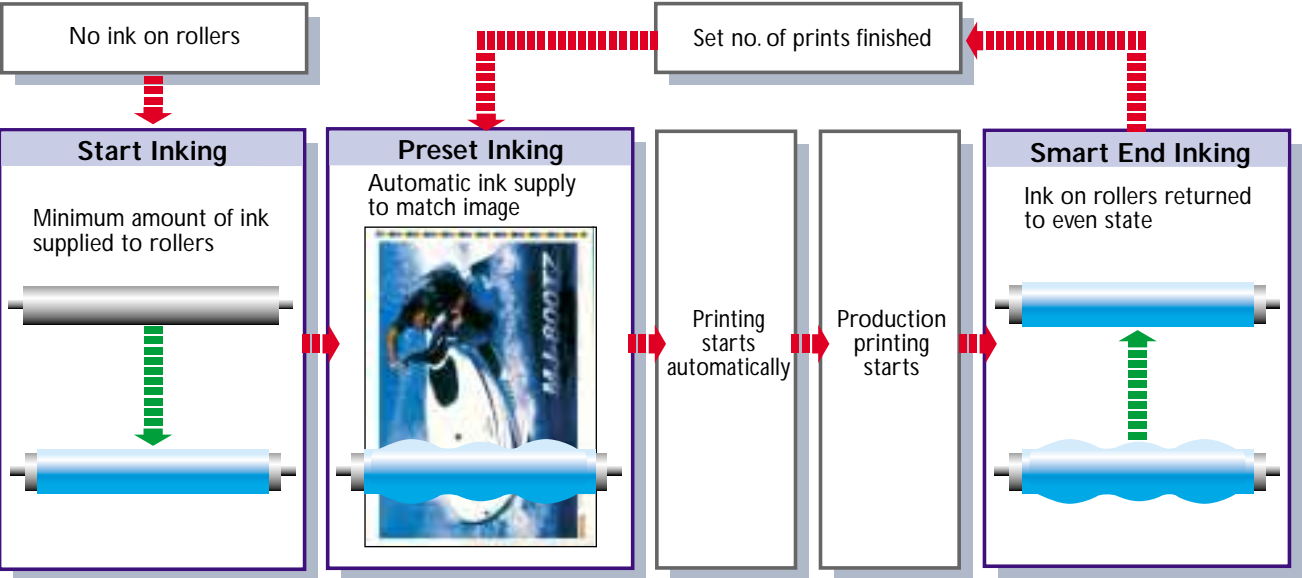 No ink on rollers
Set no. of prints finished
Start Inking
Minimum amount of ink
supplied to rollers
Preset Inking
Automatic ink supply
to match image
MJ-800TZ
Printing
starts
automatically
Production
printing
starts
Smart End Inking
Ink on rollers returned
to even state